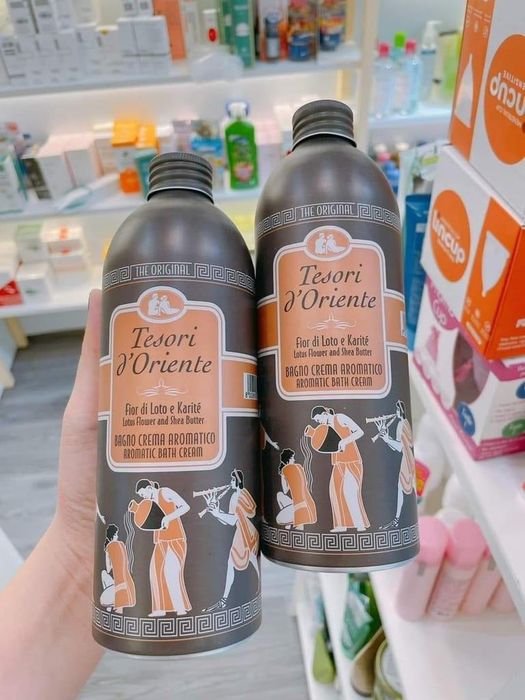 THE ORIGINAL
Tesori
d'Oriente
Fior di Loto e Karité
Lotus Flower and Shea Butter
BAGNO CREMA AROMATICO
AROMATIC BATH CREAM
THE ORIGINAL
Tesori
d'Oriente
Fior di Loto e Karité
Lotus Flower and Shea Butter
BAGNO CREMA AROMATICO
AROMATIC BATH CREAM
uncup